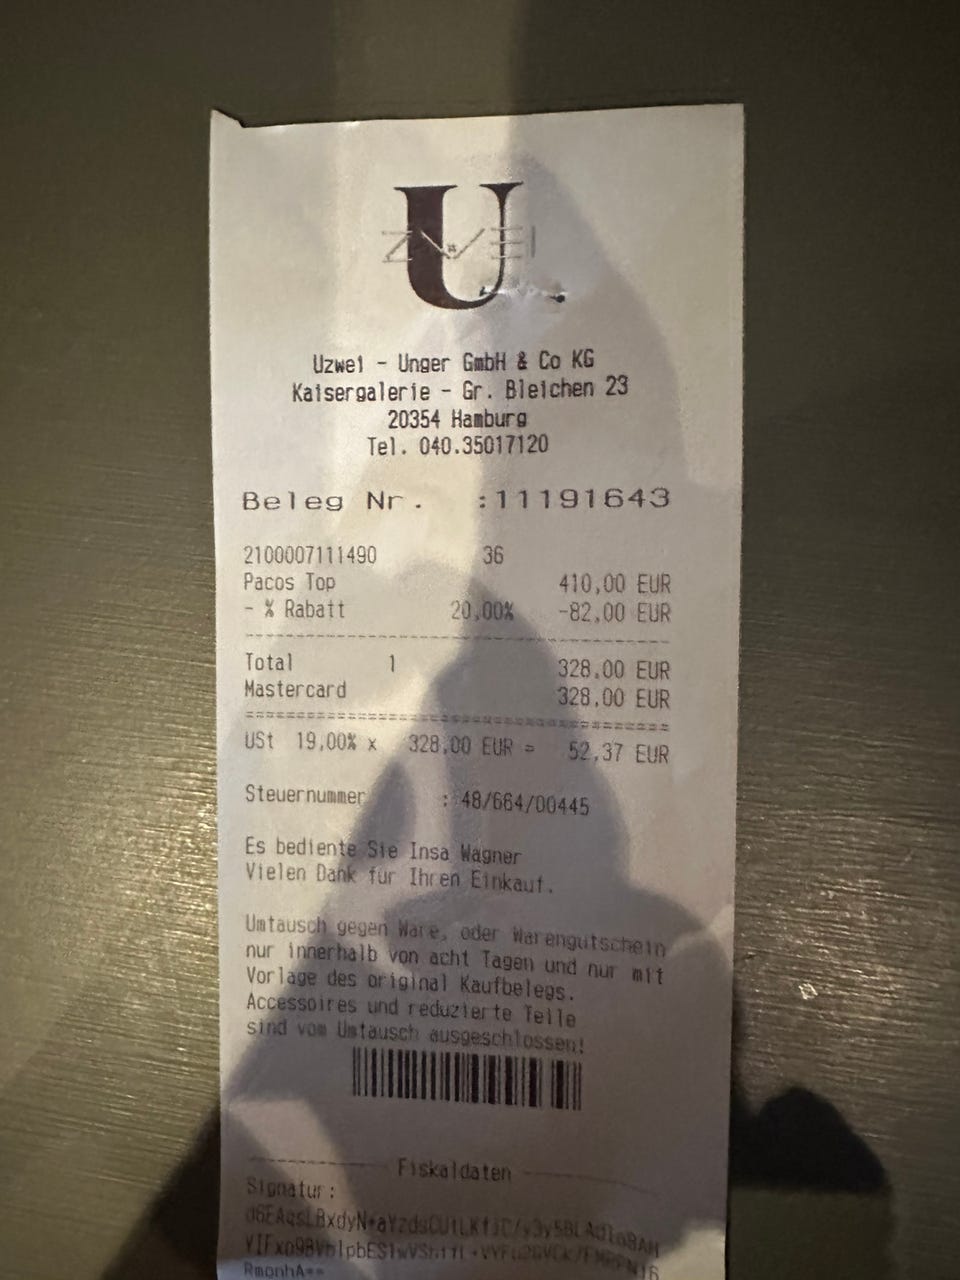 U
ZWEI
Uzwei - Unger GmbH & Co KG
Kaisergalerie - Gr. Bleichen 23
20354 Hamburg
Tel. 040.35017120
Beleg Nr. :11191643
2100007111490 36
Pacos Top 410,00 EUR
- % Rabatt 20,00% -82,00 EUR
Total 1 328,00 EUR
Mastercard 328,00 EUR
USt 19,00% x 328,00 EUR = 52,37 EUR
Steuernummer : 48/664/00445
Es bediente Sie Insa Wagner
Vielen Dank für Ihren Einkauf.
Umtausch gegen Ware, oder Warengutschein
nur innerhalb von acht Tagen und nur mit
Vorlage des original Kaufbelegs.
Accessoires und reduzierte Teile
sind vom Umtausch ausgeschlossen!
Fiskaldaten
Signatur: